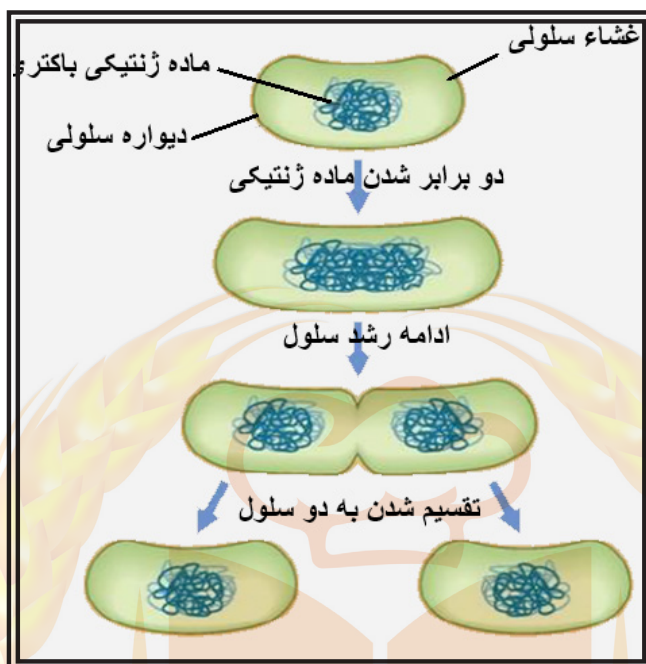 غشاء سلولی
ماده ژنتیکی باکتری
دیواره سلولی
دو برابر شدن ماده ژنتیکی
ادامه رشد سلول
تقسیم شدن به دو سلول